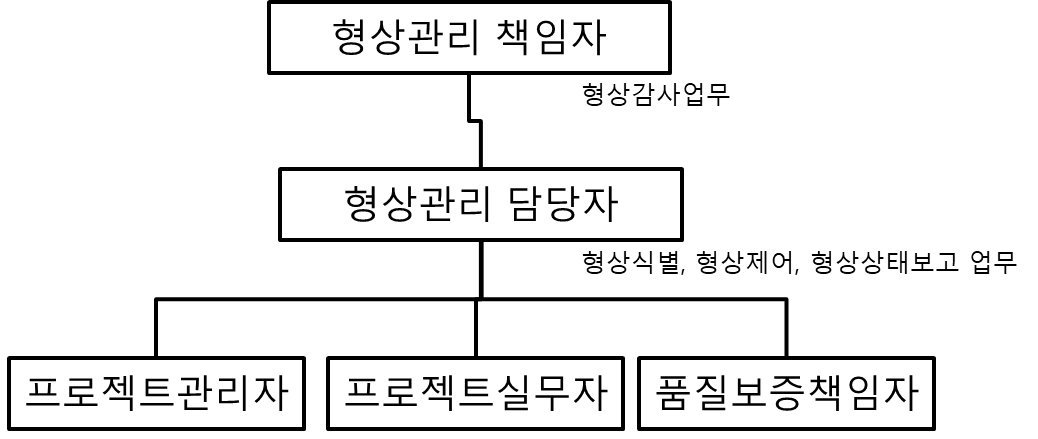 형상관리 책임자
형상감사업무
형상관리 담당자
형상식별, 형상제어, 형상상태보고 업무
프로젝트관리자
프로젝트실무자
품질보증책임자